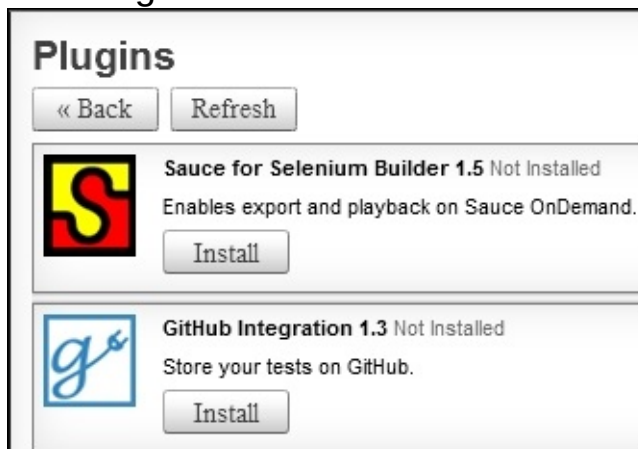 Plugins
« Back Refresh
Sauce for Selenium Builder 1.5 Not Installed
Enables export and playback on Sauce OnDemand.
Install
GitHub Integration 1.3 Not Installed
Store your tests on GitHub.
Install